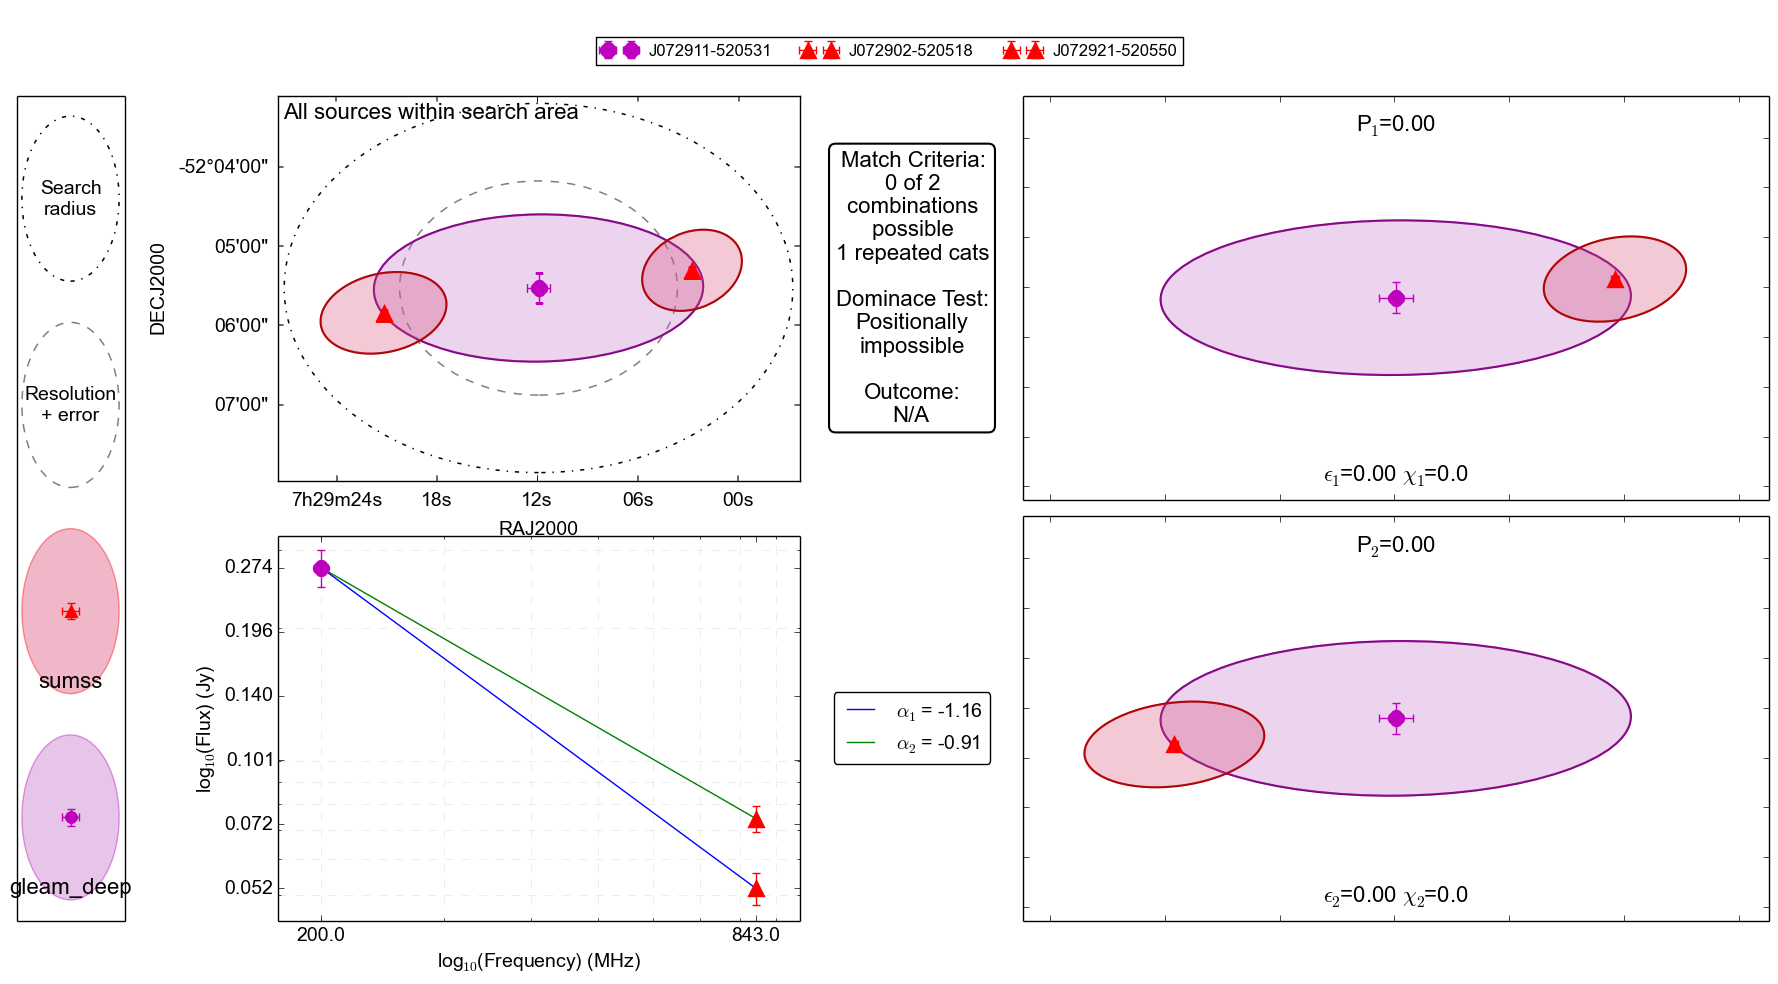 J072911-520531
J072902-520518
J072921-520550
Search
radius
Resolution
+ error
sumss
gleam_deep
All sources within search area
DECJ2000
-52°04'00"
05'00"
06'00"
07'00"
7h29m24s
18s
12s
06s
00s
RAJ2000
Match Criteria:
0 of 2
combinations
possible
1 repeated cats
Dominace Test:
Positionally
impossible
Outcome:
N/A
P1=0.00
ϵ1=0.00 χ1=0.0
P2=0.00
ϵ2=0.00 χ2=0.0
log10(Flux) (Jy)
0.274
0.196
0.140
0.101
0.072
0.052
200.0
843.0
log10(Frequency) (MHz)
α1 = -1.16
α2 = -0.91